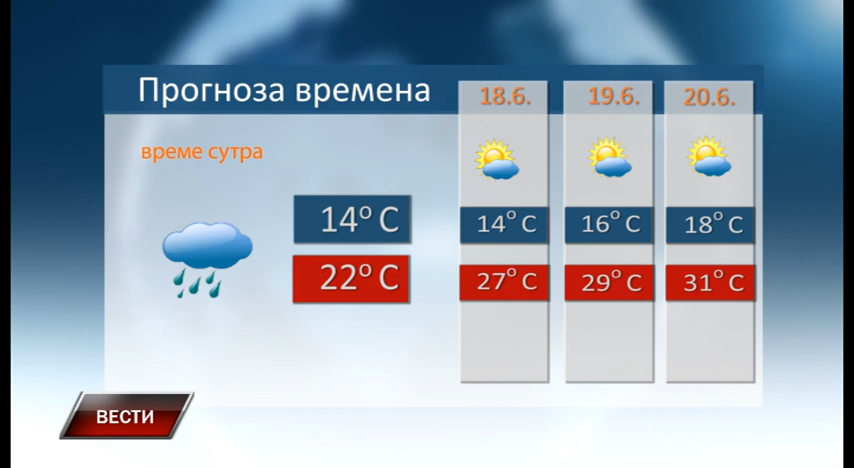 Прогноза времена
време сутра
14° C
22° C
18.6.
14° C
27° C
19.6.
16° C
29° C
20.6.
18° C
31° C
ВЕСТИ